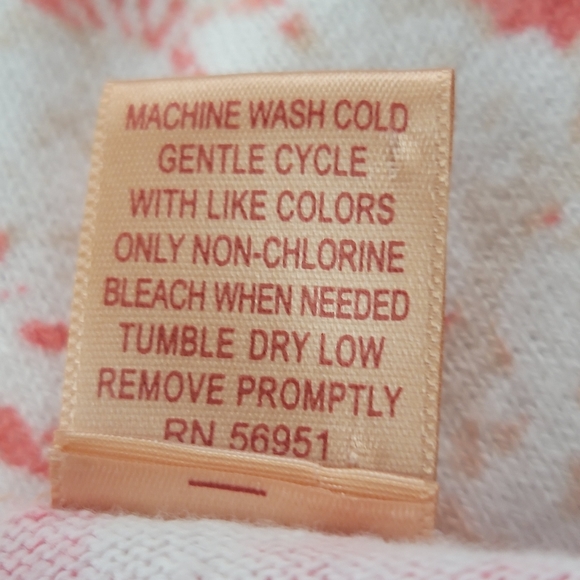 MACHINE WASH COLD
GENTLE CYCLE
WITH LIKE COLORS
ONLY NON-CHLORINE
BLEACH WHEN NEEDED
TUMBLE DRY LOW
REMOVE PROMPTLY
RN 56951